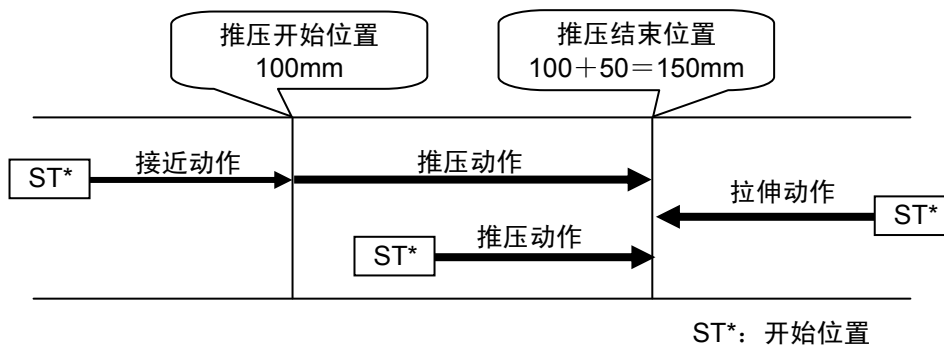 推压开始位置
100mm
推压结束位置
100＋50＝150mm
ST*
接近动作
推压动作
拉伸动作
ST*
ST*
推压动作
ST*：开始位置